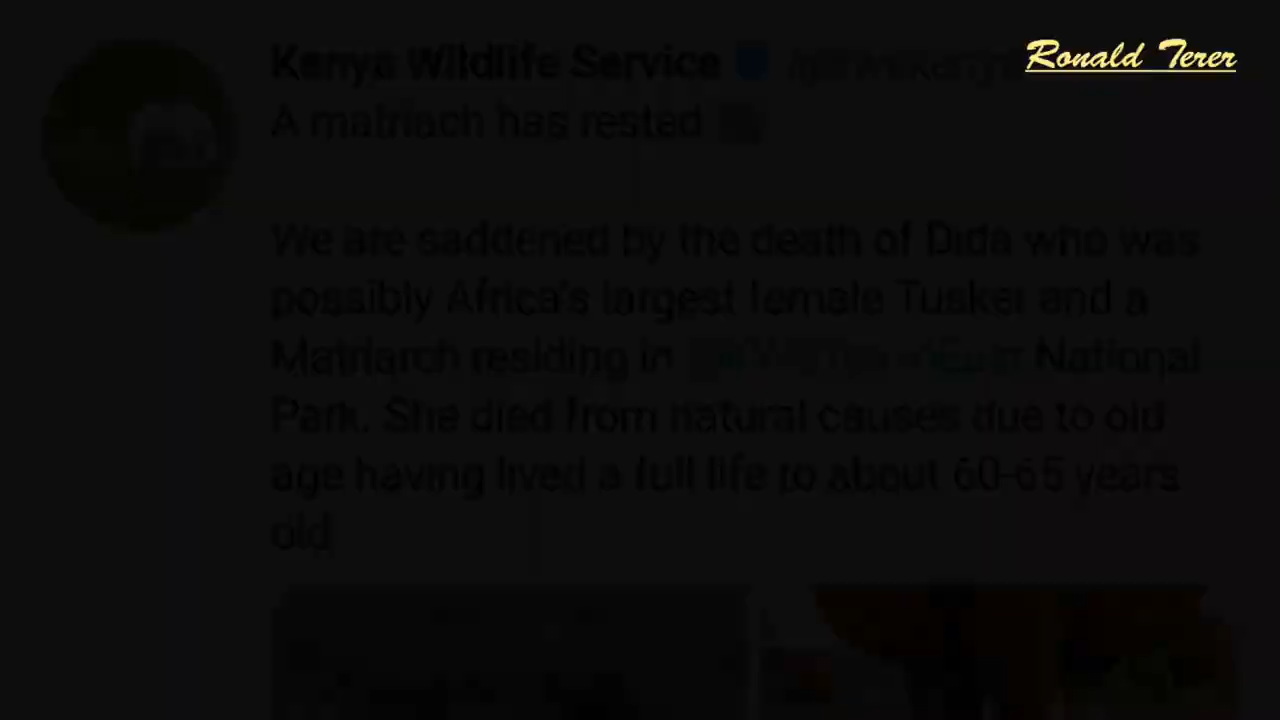 Ronald Terer
Kenya Wildlife Service
A matriach has rested
We are saddened by the death of Dida who was
possibly Africa's largest female Tusker and a
Matriarch residing in National
Park. She died from natural causes due to old
age having lived a full life to about 60-65 years
old